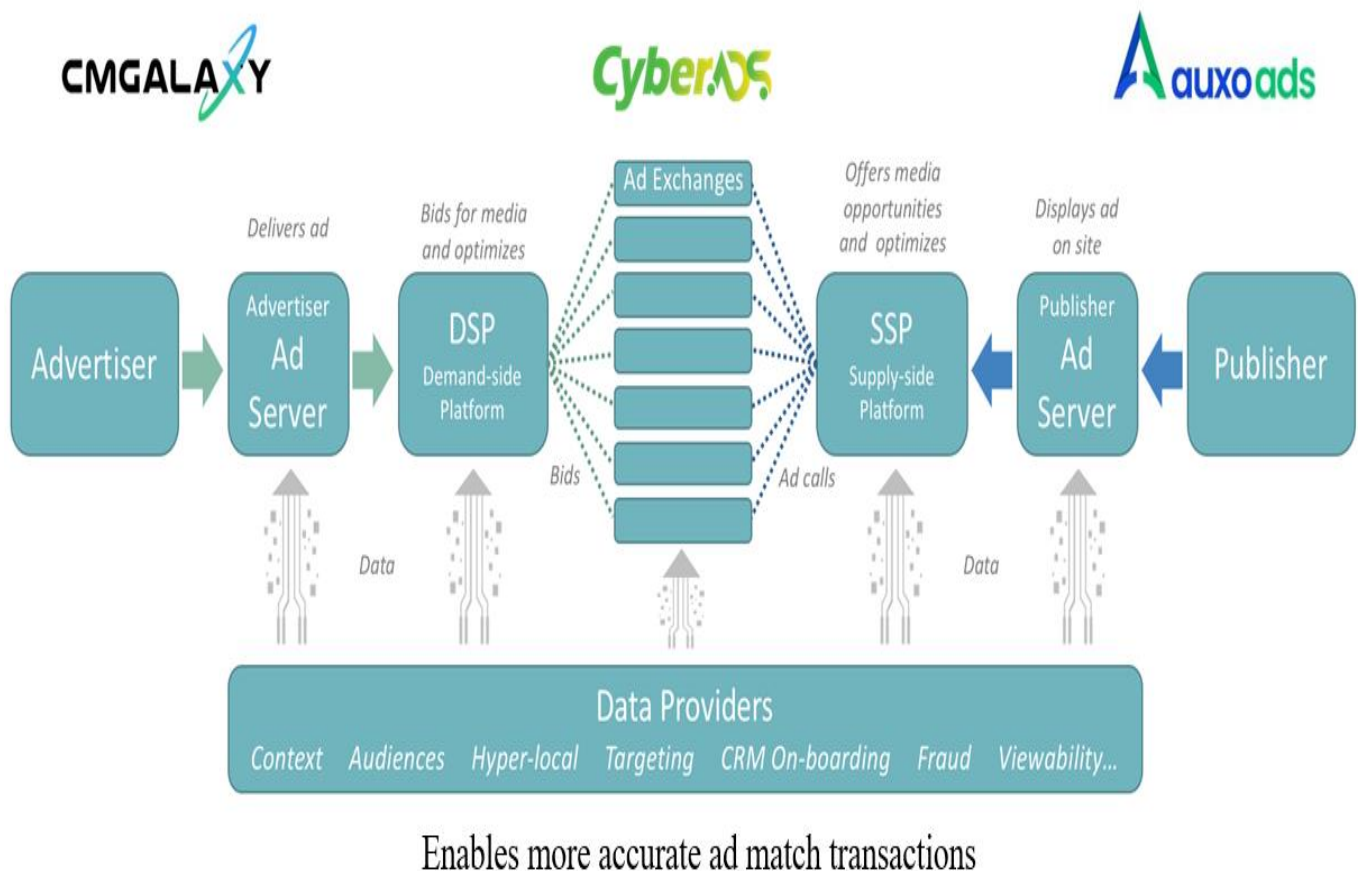 CMGALAXY
CyberADS
auxoads
Delivers ad
Bids for media
and optimizes
Ad Exchanges
Offers media
opportunities
and optimizes
Displays ad
on site
Advertiser
Advertiser
Ad
Server
DSP
Demand-side
Platform
SSP
Supply-side
Platform
Publisher
Ad
Server
Publisher
Bids
Ad calls
Data
Data
Data Providers
Context Audiences Hyper-local Targeting CRM On-boarding Fraud Viewability...
Enables more accurate ad match transactions